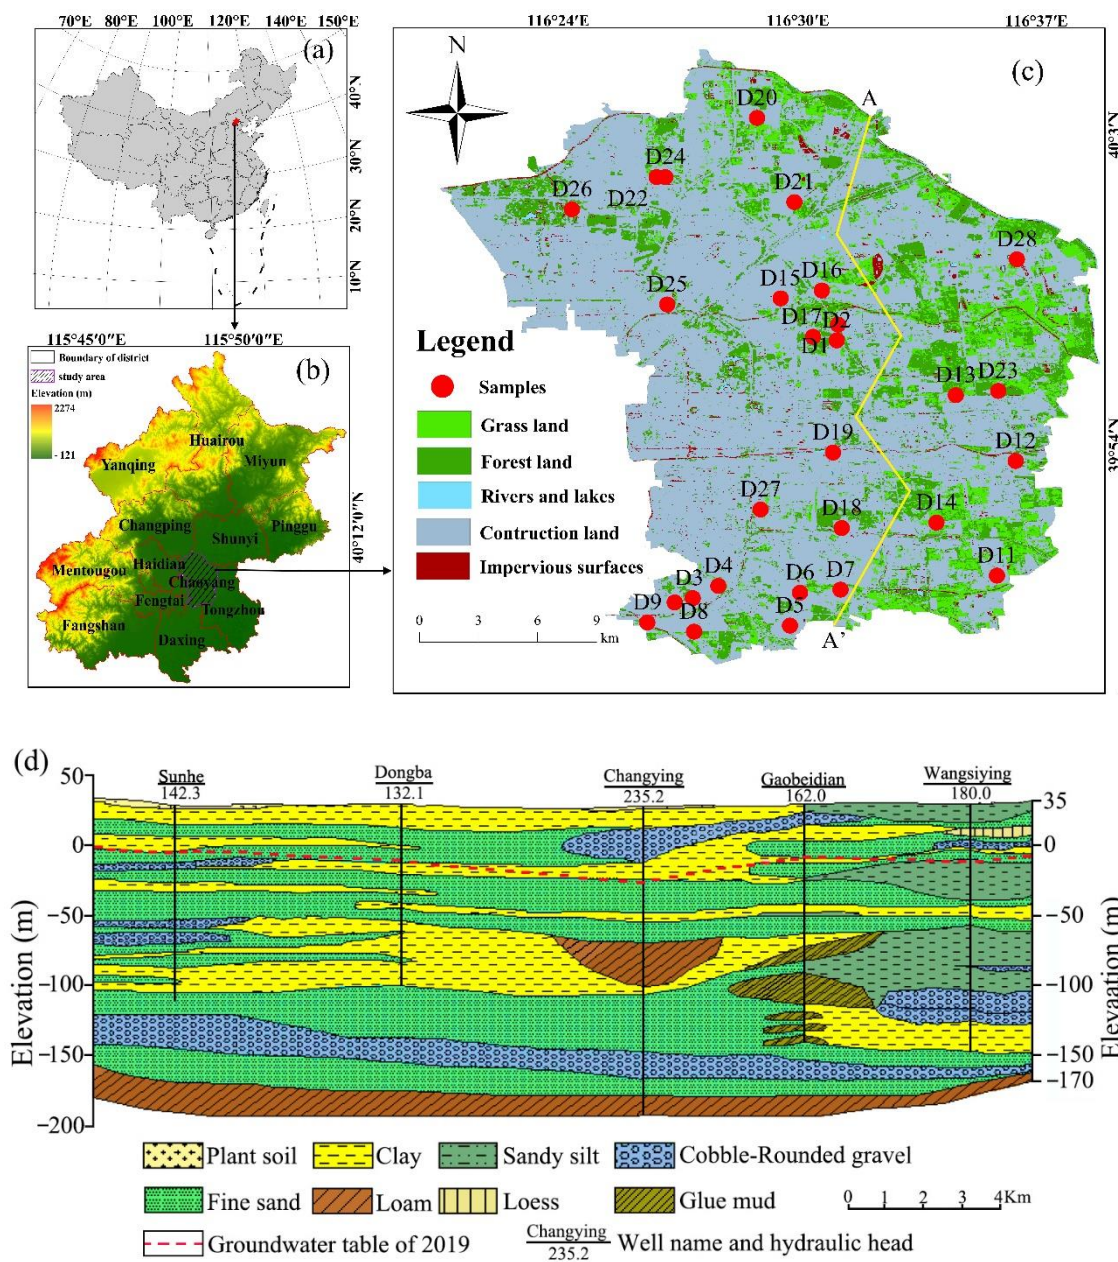 70°E 80°E 90°E 100°E 120°E 140°E 150°E
(a)
40°N
30°N
20°N
10°N
115°45′0″E 115°50′0″E
Boundary of district
study area
Elevation (m)
2274
- 121
(b)
Huairou
Yanqing
Miyun
Changping
Pinggu
Shunyi
Haidian
Mentougou
Chaoyang
Fengtai
Tongzhou
Fangshan
Daxing
40°12′0″N
116°24′ 116°30′E 116°37′E
N
(c)
40°3′N
39°54′N
A
D20
D24
D26
D22
D21
D28
D15
D16
D25
D17
D2
D1
D13
D23
D19
D12
D27
D18
D14
D4
D3
D6
D7
D11
D9
D8
D5
A’
Legend
Samples
Grass land
Forest land
Rivers and lakes
Contruction land
Impervious surfaces
0 3 6 9
km
(d)
50
0
−50
−100
−150
−200
Elevation (m)
Sunhe
142.3
Dongba
132.1
Changying
235.2
Gaobeidian
162.0
Wangsiying
180.0
35
0
−50
−100
−150
−170
Elevaation (m)
Plant soil Clay Sandy silt Cobble-Rounded gravel
Fine sand Loam Loess Glue mud
0 1 2 3 4Km
Groundwater table of 2019
Changying
235.2
Well name and hydraulic head